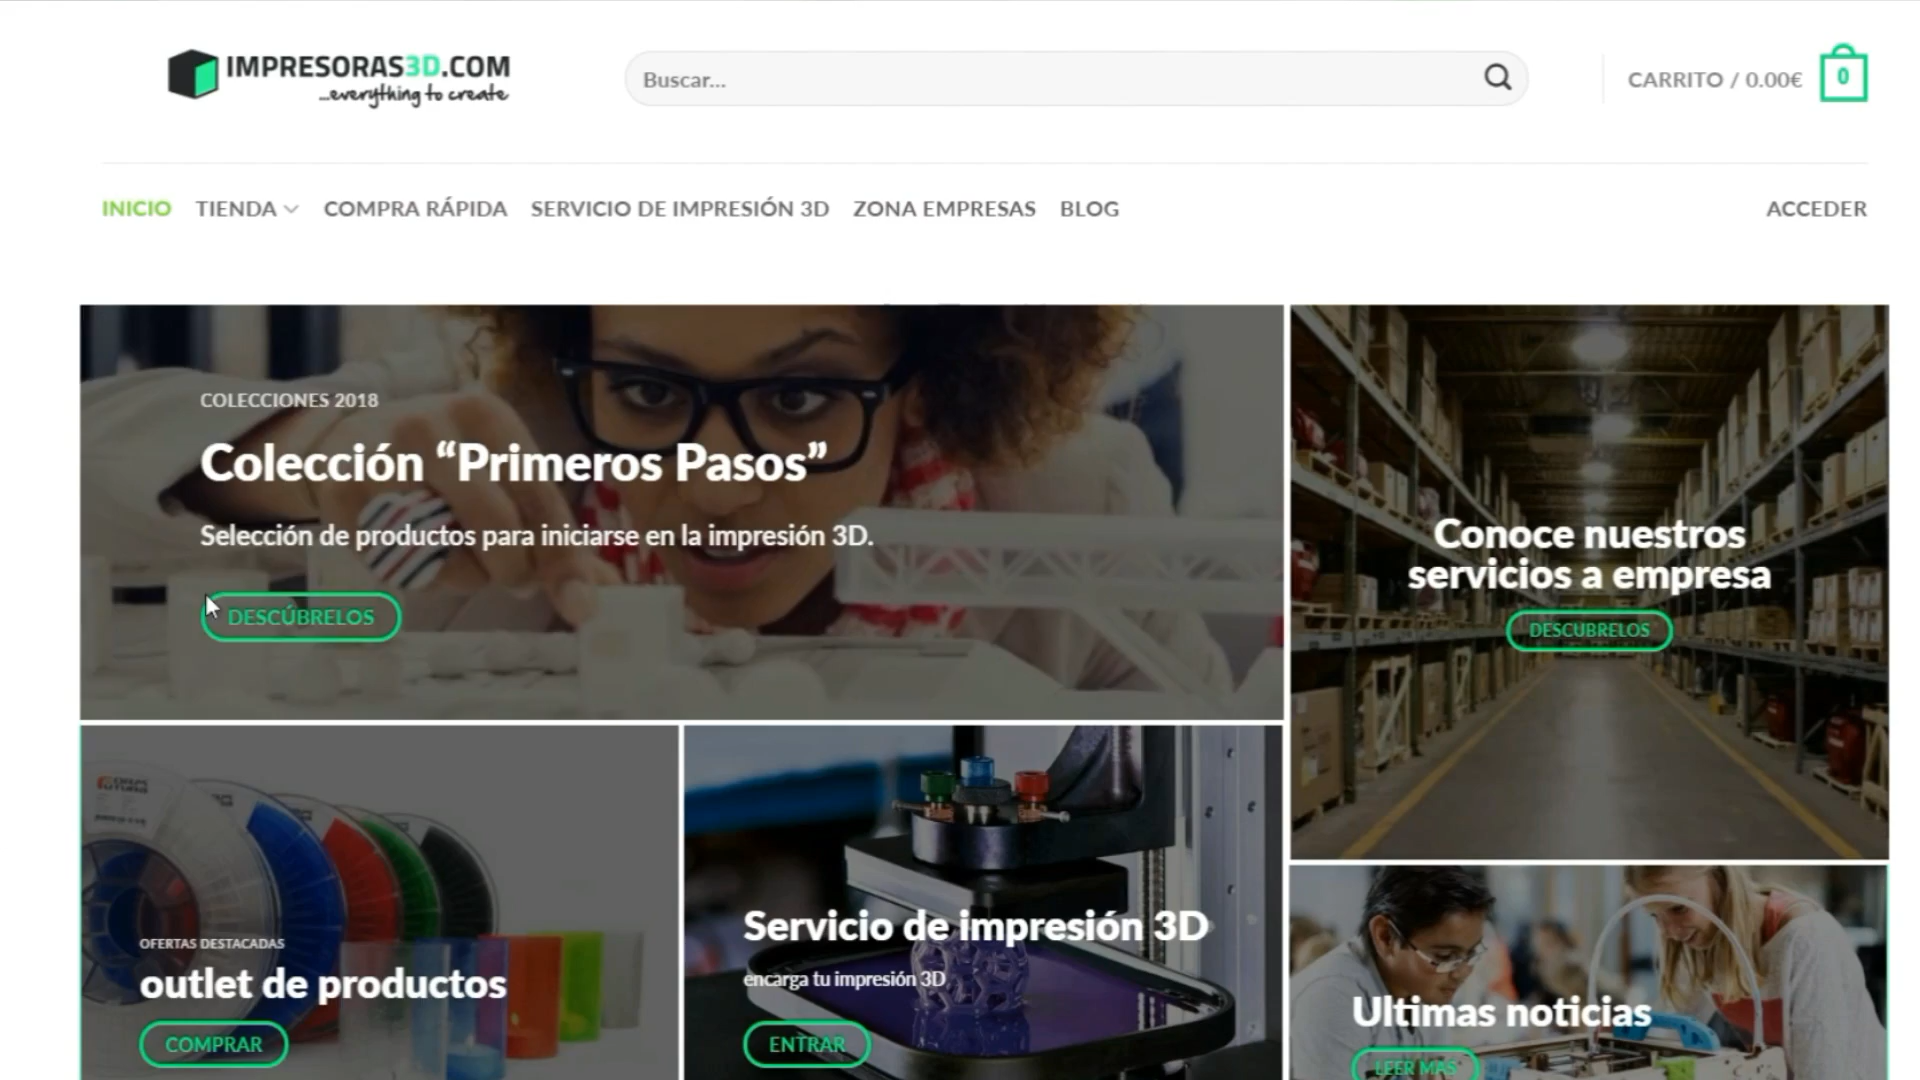 IMPRESORAS3D.COM
...everything to create
Buscar...
CARRITO / 0.00€
0
INICIO TIENDA COMPRA RÁPIDA SERVICIO DE IMPRESIÓN 3D ZONA EMPRESAS BLOG ACCEDER
COLECCIONES 2018
Colección “Primeros Pasos”
Selección de productos para iniciarse en la impresión 3D.
DESCÚBRELOS
Conoce nuestros
servicios a empresa
DESCUBRELOS
OFERTAS DESTACADAS
outlet de productos
COMPRAR
Servicio de impresión 3D
encarga tu impresión 3D
ENTRAR
Ultimas noticias
LEER MAS